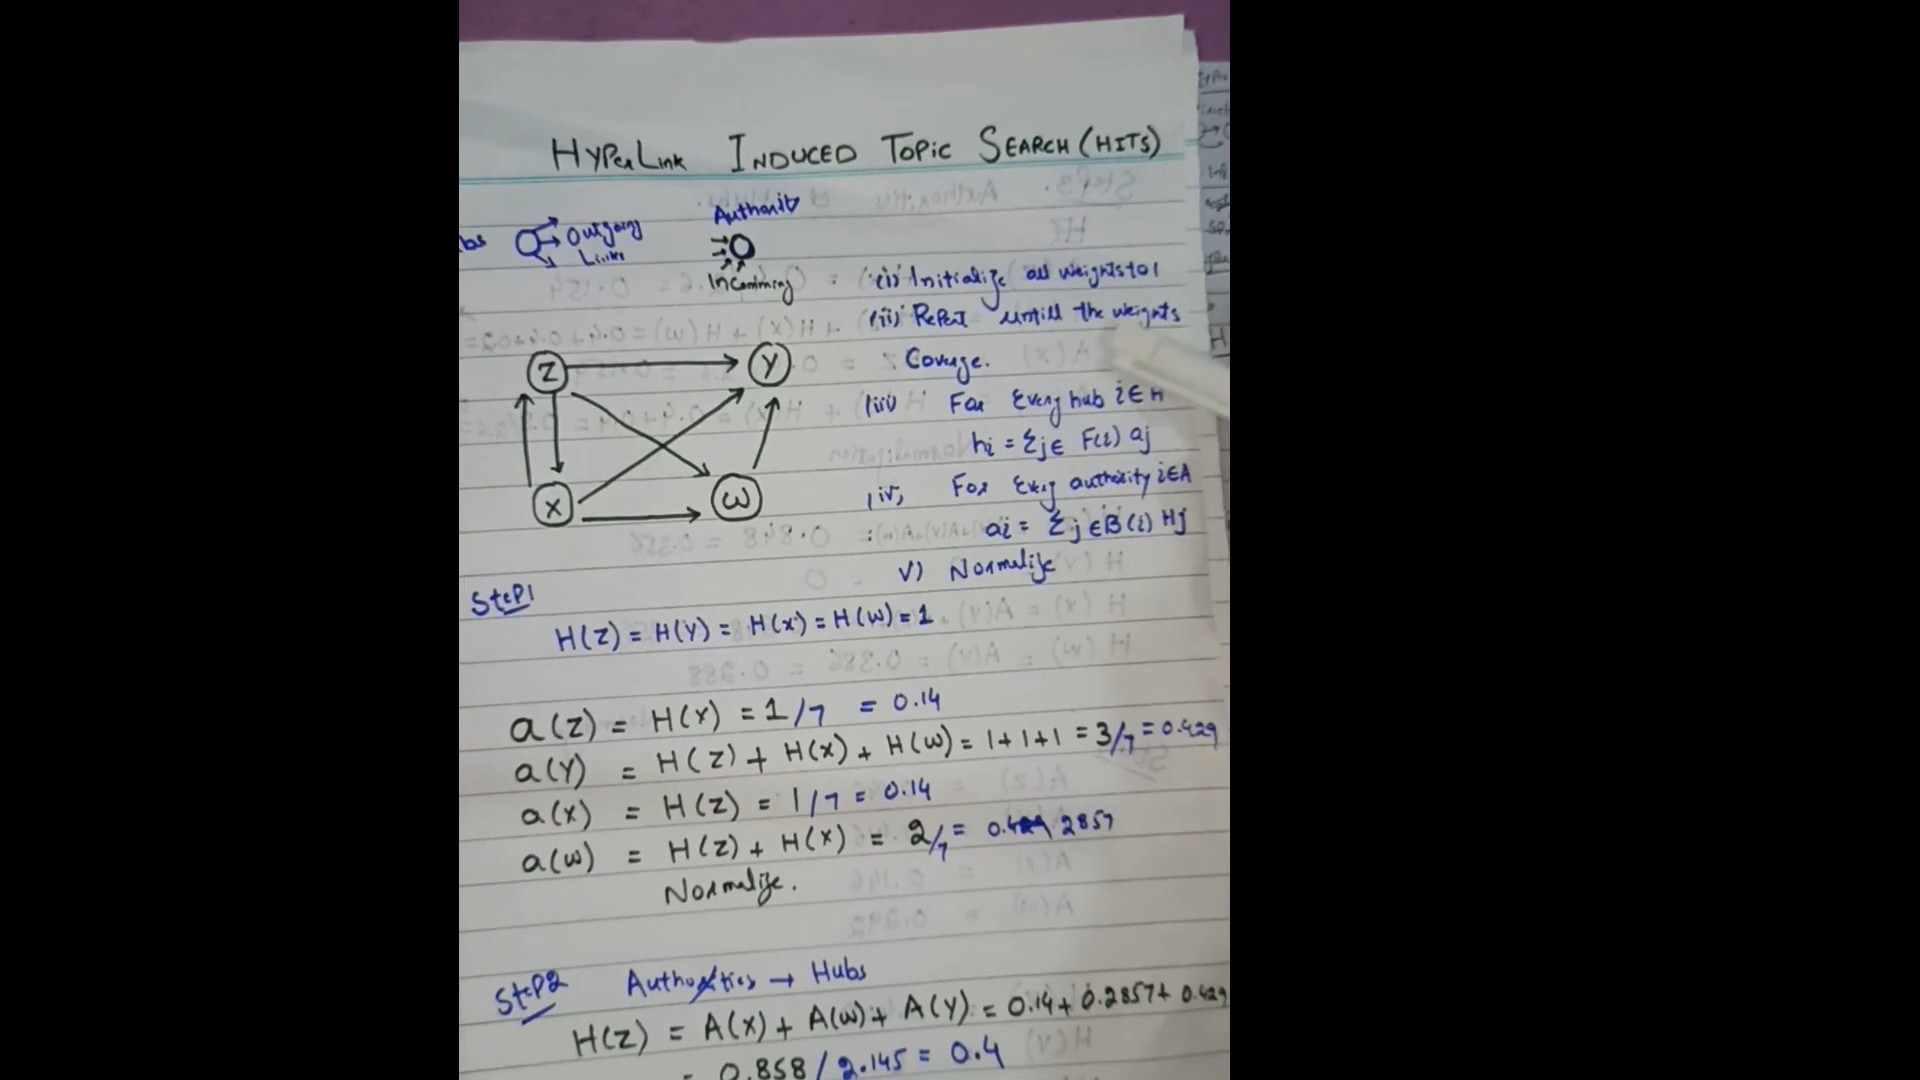 HyperLink INDUCED TOPIC SEARCH (HITS)
bs Outgoing Links
Authority
Incomming
(i) Initialize all weights to 1
(ii) Repeat untill the weights
Coverge.
(iii) For Every hub i ∈ H
hi = Σj ∈ F(i) aj
iv, For Every authority i ∈ A
ai = Σj ∈ B(i) Hj
v) Normalize
Z Y
X W
Step1
H(Z) = H(Y) = H(X) = H(W) = 1
a(Z) = H(X) = 1/7 = 0.14
a(Y) = H(Z) + H(X) + H(W) = 1+1+1 = 3/7 = 0.429
a(X) = H(Z) = 1/7 = 0.14
a(W) = H(Z) + H(X) = 2/7 = 0.2857
Normalize.
Step2 Authorties → Hubs
H(Z) = A(X) + A(W) + A(Y) = 0.14 + 0.2857 + 0.429
= 0.858 / 2.145 = 0.4